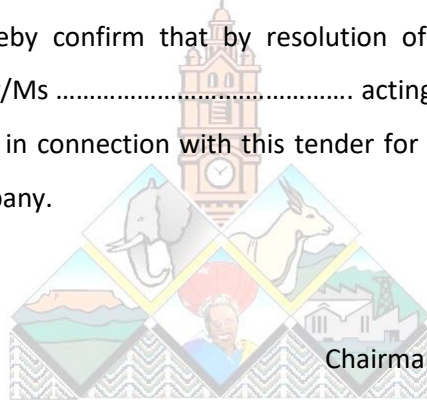 eby confirm that by resolution of
/Ms …………………………………. acting
in connection with this tender for
pany.
Chairma